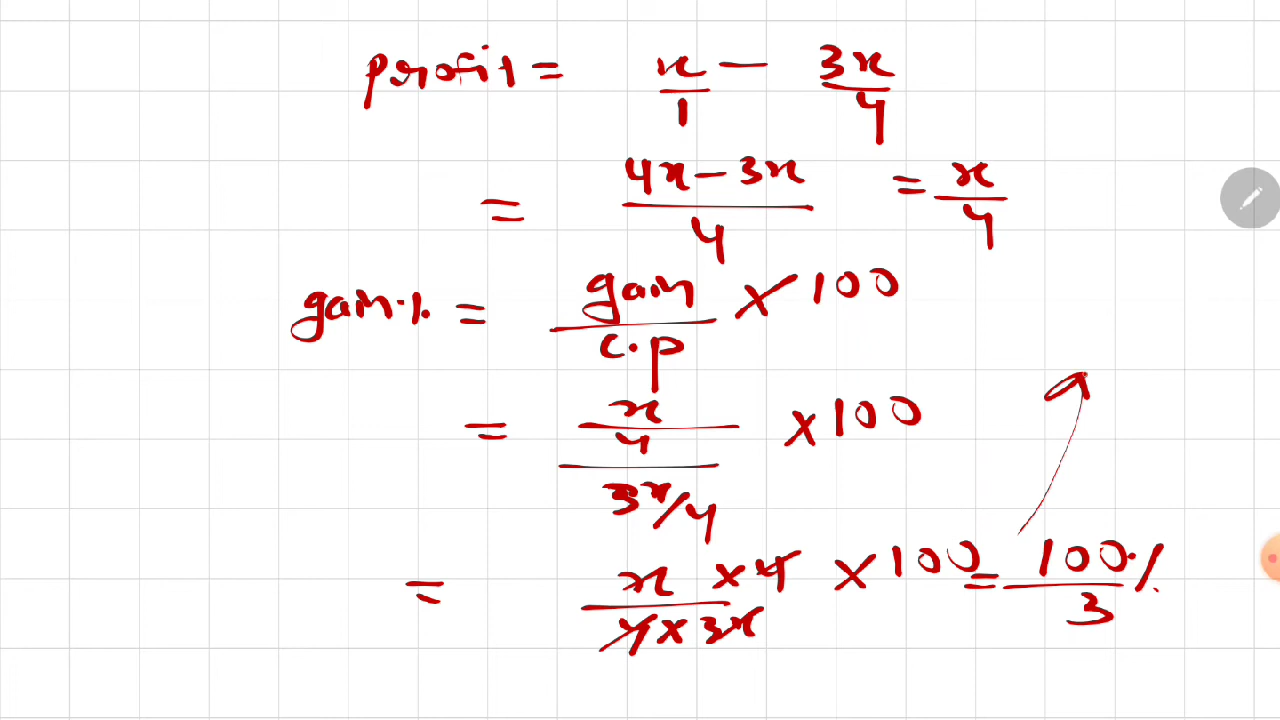 profit = x/1 - 3x/4
= 4x-3x/4 = x/4
gain% = gain/c.p × 100
= x/4/3x/4 × 100
= x×4/4×3x × 100 = 100/3 %